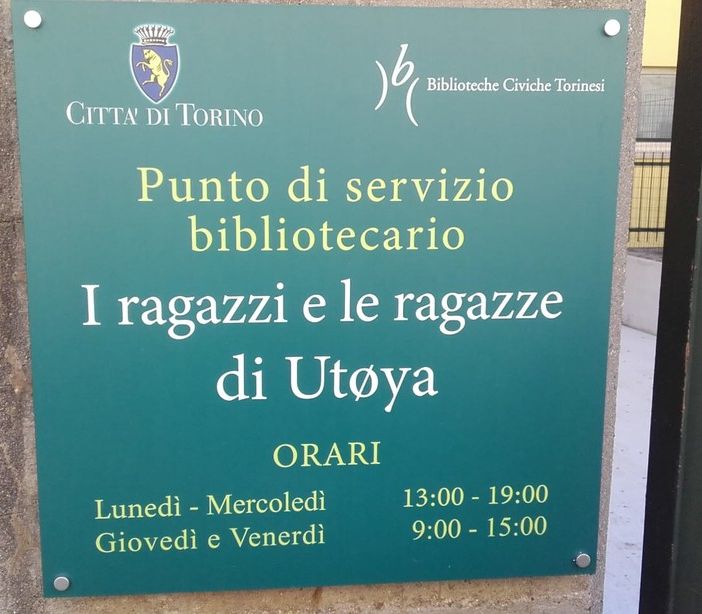 CITTA' DI TORINO
b
Biblioteche Civiche Torinesi
Punto di servizio
bibliotecario
I ragazzi e le ragazze
di Utøya
ORARI
Lunedì - Mercoledì 13:00 - 19:00
Giovedì e Venerdì 9:00 - 15:00